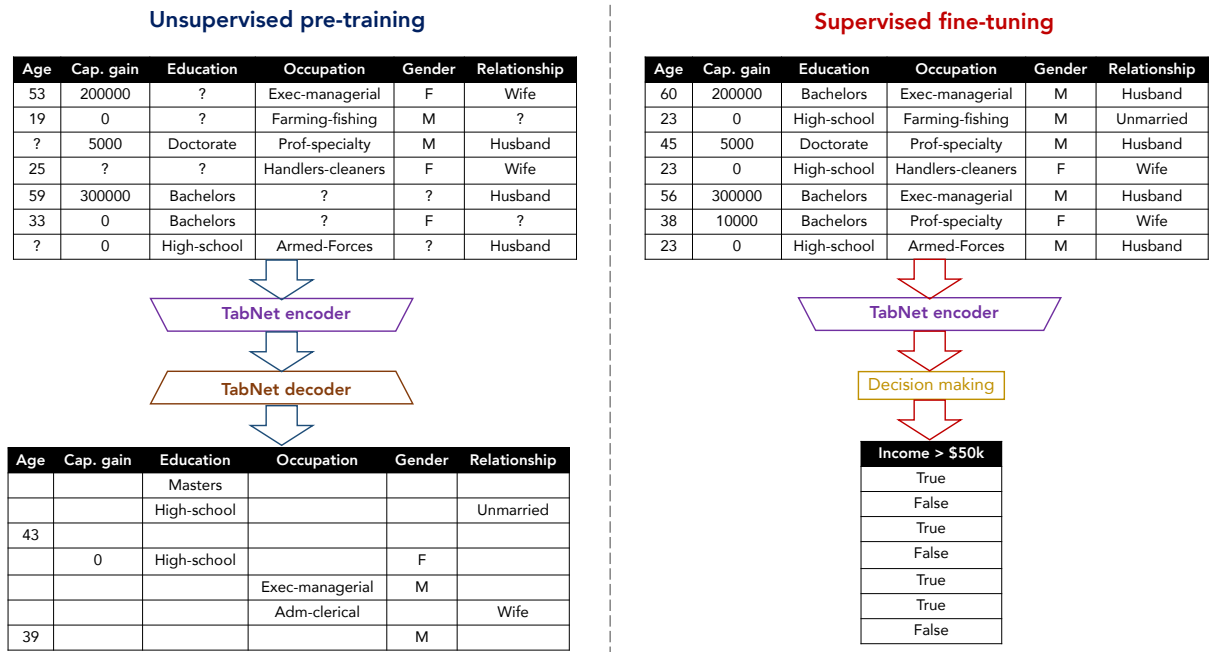 Unsupervised pre-training
Age Cap. gain Education Occupation Gender Relationship
53 200000 ? Exec-managerial F Wife
19 0 ? Farming-fishing M ?
? 5000 Doctorate Prof-specialty M Husband
25 ? ? Handlers-cleaners F Wife
59 300000 Bachelors ? ? Husband
33 0 Bachelors ? F ?
? 0 High-school Armed-Forces ? Husband
TabNet encoder
TabNet decoder
Age Cap. gain Education Occupation Gender Relationship
Masters
High-school Unmarried
43
0 High-school F
Exec-managerial M
Adm-clerical Wife
39 M
Supervised fine-tuning
Age Cap. gain Education Occupation Gender Relationship
60 200000 Bachelors Exec-managerial M Husband
23 0 High-school Farming-fishing M Unmarried
45 5000 Doctorate Prof-specialty M Husband
23 0 High-school Handlers-cleaners F Wife
56 300000 Bachelors Exec-managerial M Husband
38 10000 Bachelors Prof-specialty F Wife
23 0 High-school Armed-Forces M Husband
TabNet encoder
Decision making
Income > $50k
True
False
True
False
True
True
False